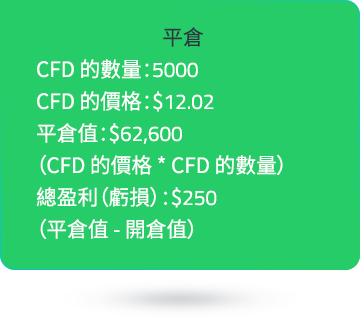 平倉
CFD 的數量：5000
CFD 的價格：$12.02
平倉值：$62,600
（CFD 的價格 * CFD 的數量）
總盈利（虧損）：$250
（平倉值 - 開倉值）